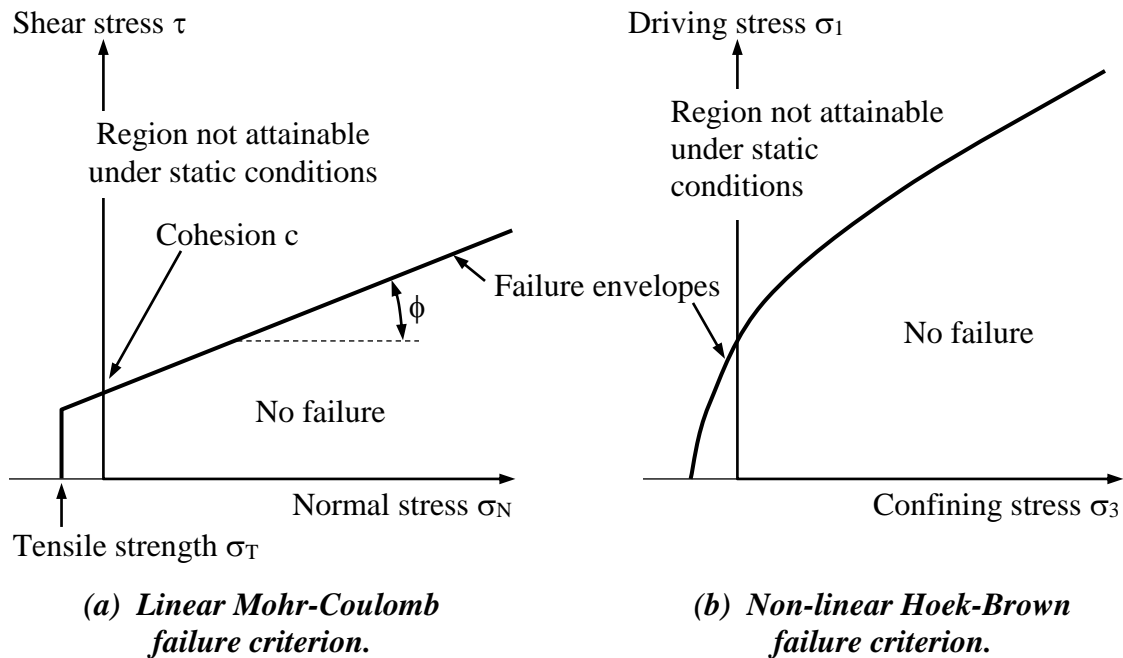 Shear stress τ
Region not attainable
under static conditions
Cohesion c
ϕ
No failure
Normal stress σN
Tensile strength σT
(a) Linear Mohr-Coulomb
failure criterion.
Failure envelopes
Driving stress σ1
Region not attainable
under static
conditions
No failure
Confining stress σ3
(b) Non-linear Hoek-Brown
failure criterion.